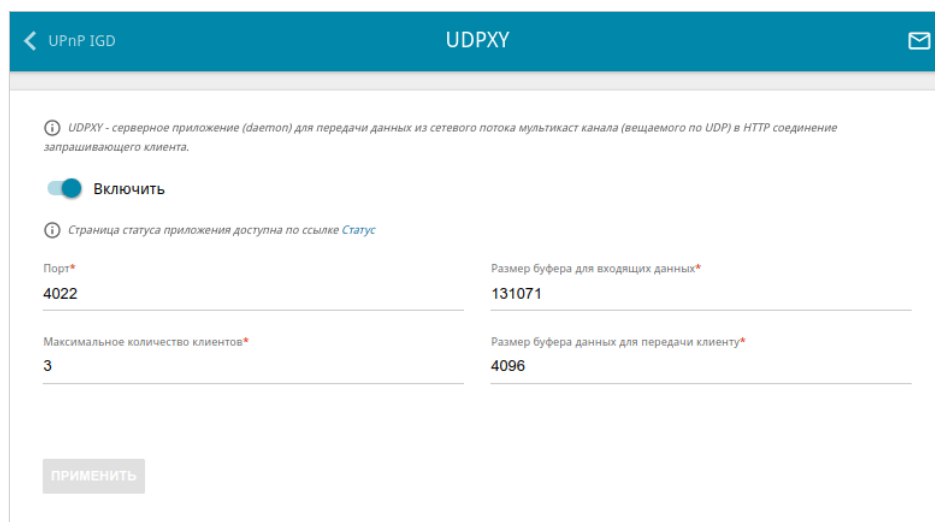 UPnP IGD
UDPXY
UDPXY - серверное приложение (daemon) для передачи данных из сетевого потока мультикаст канала (вещаемого по UDP) в HTTP соединение
запрашивающего клиента.
Включить
Страница статуса приложения доступна по ссылке Статус
Порт*
4022
Размер буфера для входящих данных*
131071
Максимальное количество клиентов*
3
Размер буфера данных для передачи клиенту*
4096
ПРИМЕНИТЬ